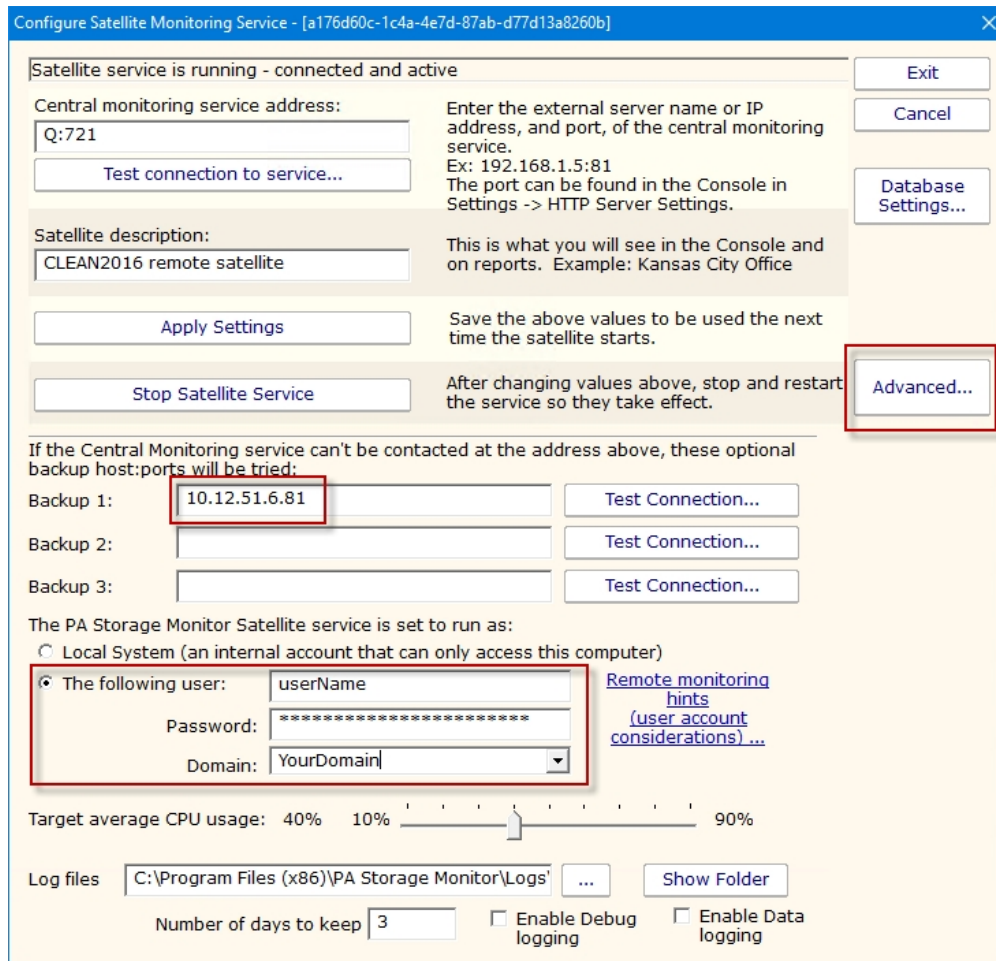 Configure Satellite Monitoring Service - [a176d60c-1c4a-4e7d-87ab-d77d13a8260b]
Satellite service is running - connected and active
Exit
Central monitoring service address:
Q:721
Test connection to service...
Enter the external server name or IP
address, and port, of the central monitoring
service.
Ex: 192.168.1.5:81
The port can be found in the Console in
Settings -> HTTP Server Settings.
Cancel
Database
Settings...
Satellite description:
CLEAN2016 remote satellite
This is what you will see in the Console and
on reports. Example: Kansas City Office
Apply Settings
Save the above values to be used the next
time the satellite starts.
Stop Satellite Service
After changing values above, stop and restart
the service so they take effect.
Advanced...
If the Central Monitoring service can't be contacted at the address above, these optional
backup host:ports will be tried:
Backup 1:
10.12.51.6.81
Test Connection...
Backup 2:
Test Connection...
Backup 3:
Test Connection...
The PA Storage Monitor Satellite service is set to run as:
Local System (an internal account that can only access this computer)
The following user:
userName
Password:
***********************
Domain:
YourDomain
Remote monitoring
hints
(user account
considerations) ...
Target average CPU usage: 40% 10% 90%
Log files
C:\Program Files (x86)\PA Storage Monitor\Logs\
...
Show Folder
Number of days to keep 3
Enable Debug
logging
Enable Data
logging